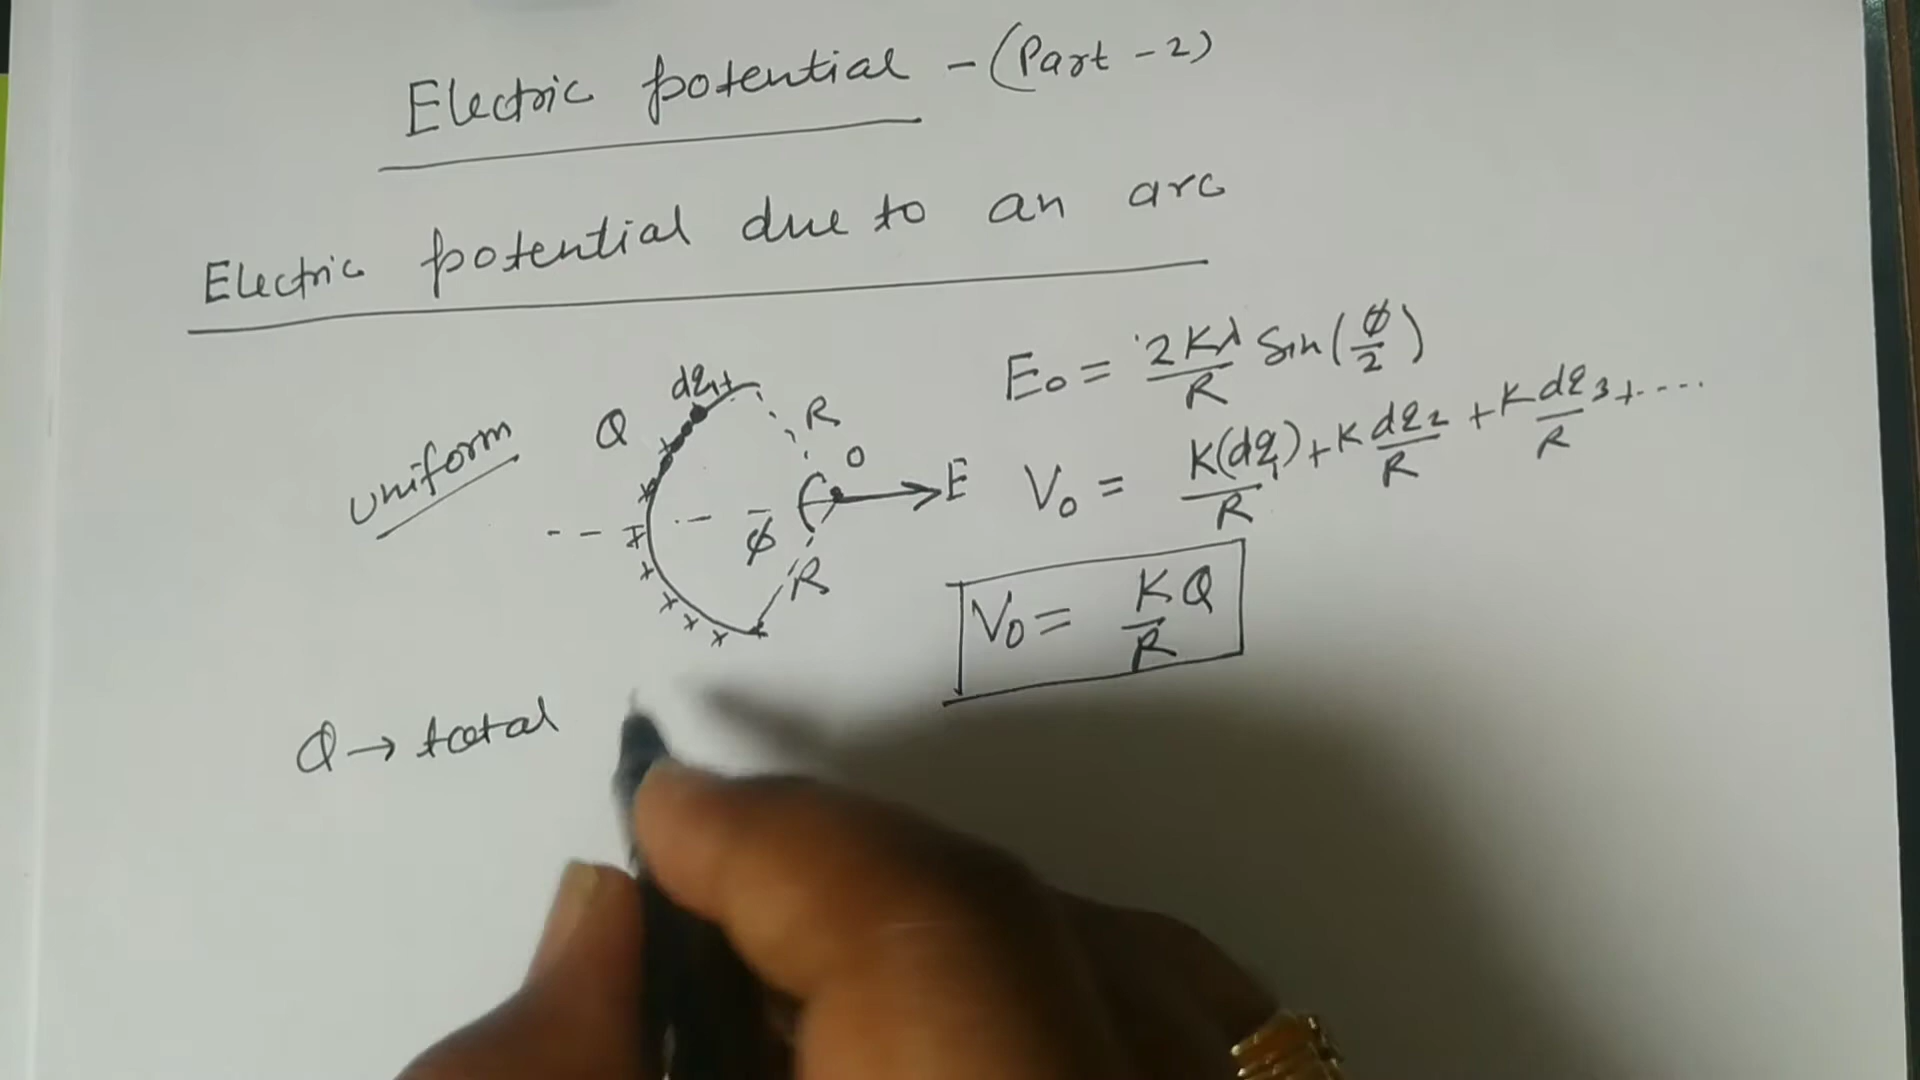 Electric potential - (Part - 2)
Electric potential due to an arc
uniform
Q
dq1
+
R
O
E
ϕ
R
E0 = 2Kλ/R Sin(ϕ/2)
V0 = K(dq1)/R + K dq2/R + K dq3/R + ....
V0 = KQ/R
Q → total